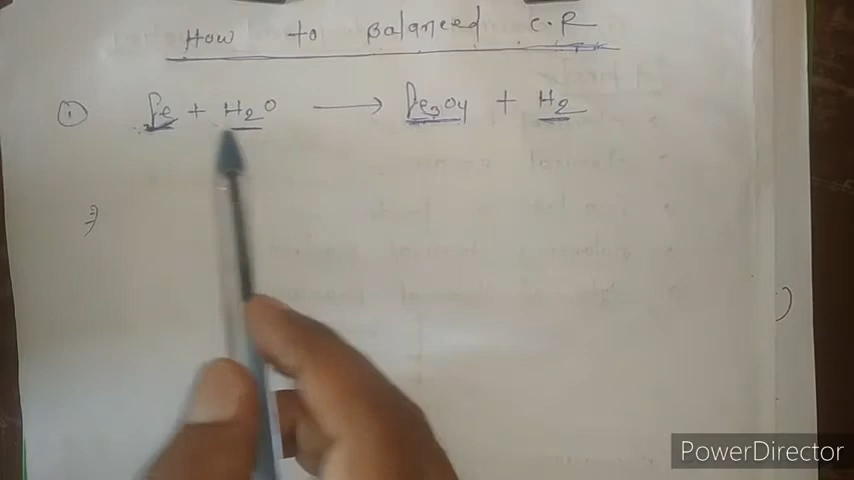 How to Balanced C.R
① Fe + H₂O ⟶ Fe₃O₄ + H₂
⇒
PowerDirector